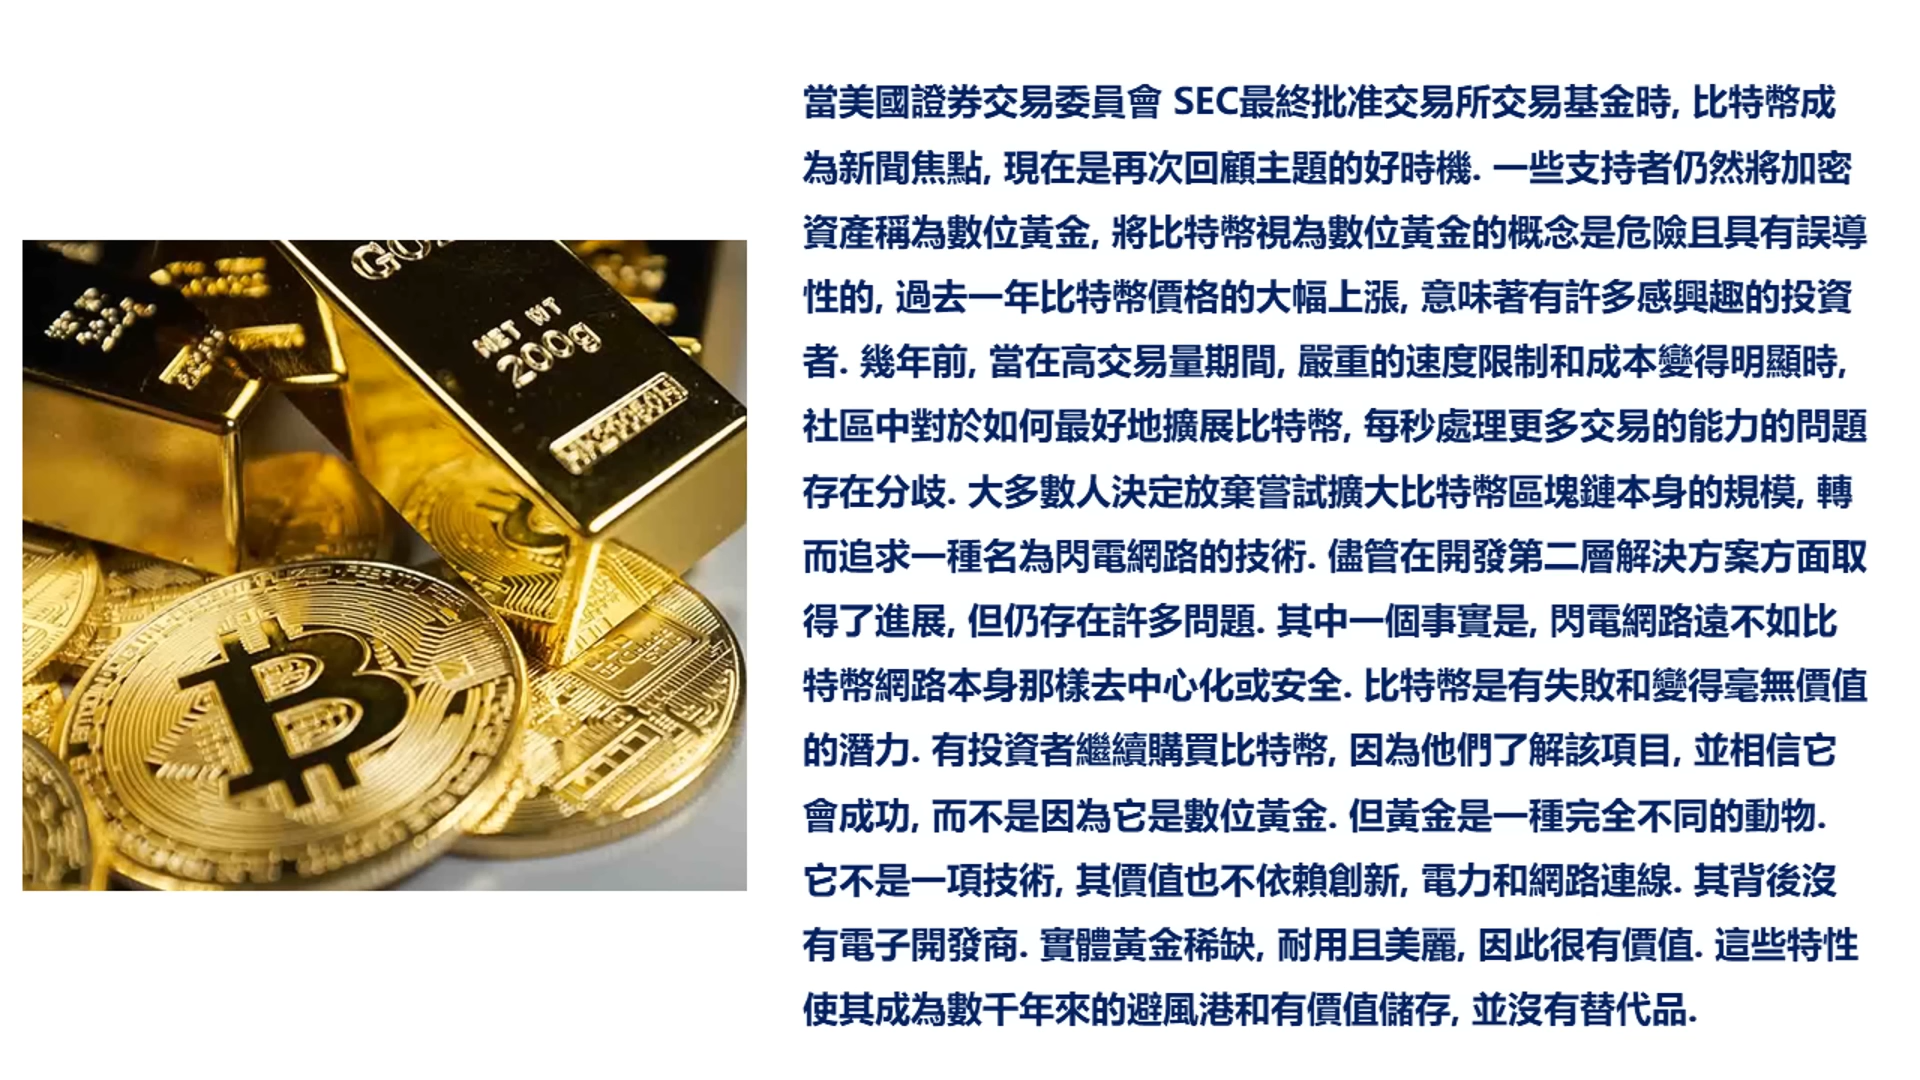 GO
NET WT
200g
當美國證券交易委員會 SEC最終批准交易所交易基金時, 比特幣成
為新聞焦點, 現在是再次回顧主題的好時機. 一些支持者仍然將加密
資產稱為數位黃金, 將比特幣視為數位黃金的概念是危險且具有誤導
性的, 過去一年比特幣價格的大幅上漲, 意味著有許多感興趣的投資
者. 幾年前, 當在高交易量期間, 嚴重的速度限制和成本變得明顯時,
社區中對於如何最好地擴展比特幣, 每秒處理更多交易的能力的問題
存在分歧. 大多數人決定放棄嘗試擴大比特幣區塊鏈本身的規模, 轉
而追求一種名為閃電網路的技術. 儘管在開發第二層解決方案方面取
得了進展, 但仍存在許多問題. 其中一個事實是, 閃電網路遠不如比
特幣網路本身那樣去中心化或安全. 比特幣是有失敗和變得毫無價值
的潛力. 有投資者繼續購買比特幣, 因為他們了解該項目, 並相信它
會成功, 而不是因為它是數位黃金. 但黃金是一種完全不同的動物.
它不是一項技術, 其價值也不依賴創新, 電力和網路連線. 其背後沒
有電子開發商. 實體黃金稀缺, 耐用且美麗, 因此很有價值. 這些特性
使其成為數千年來的避風港和有價值儲存, 並沒有替代品.